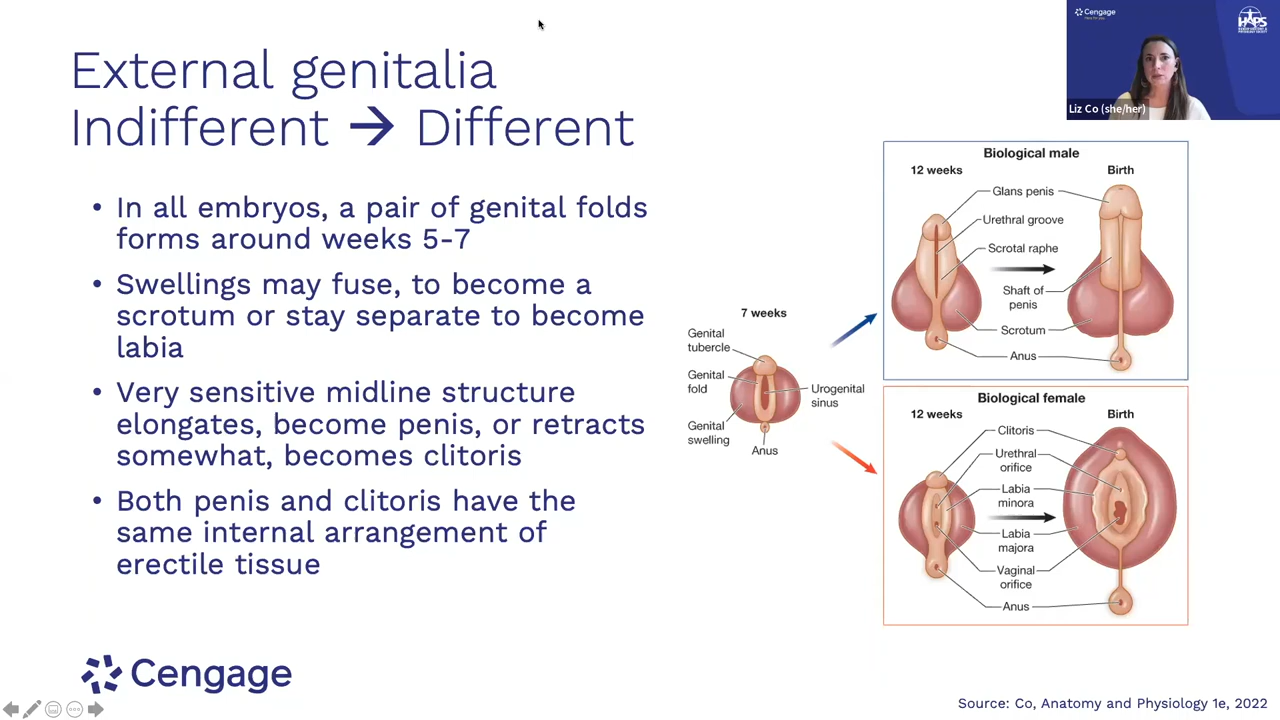 External genitalia
Indifferent → Different
• In all embryos, a pair of genital folds
forms around weeks 5-7
• Swellings may fuse, to become a
scrotum or stay separate to become
labia
• Very sensitive midline structure
elongates, become penis, or retracts
somewhat, becomes clitoris
• Both penis and clitoris have the
same internal arrangement of
erectile tissue
Cengage
7 weeks
Genital
tubercle
Genital
fold
Genital
swelling
Urogenital
sinus
Anus
Biological male
12 weeks
Birth
Glans penis
Urethral groove
Scrotal raphe
Shaft of
penis
Scrotum
Anus
Biological female
12 weeks
Birth
Clitoris
Urethral
orifice
Labia
minora
Labia
majora
Vaginal
orifice
Anus
Source: Co, Anatomy and Physiology 1e, 2022
Cengage
HAPS
Liz Co (she/her)